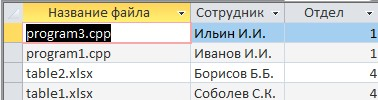 Название файла Сотрудник Отдел
program3.cpp Ильин И.И. 1
program1.cpp Иванов И.И. 1
table2.xlsx Борисов Б.Б. 4
table1.xlsx Соболев С.К. 4